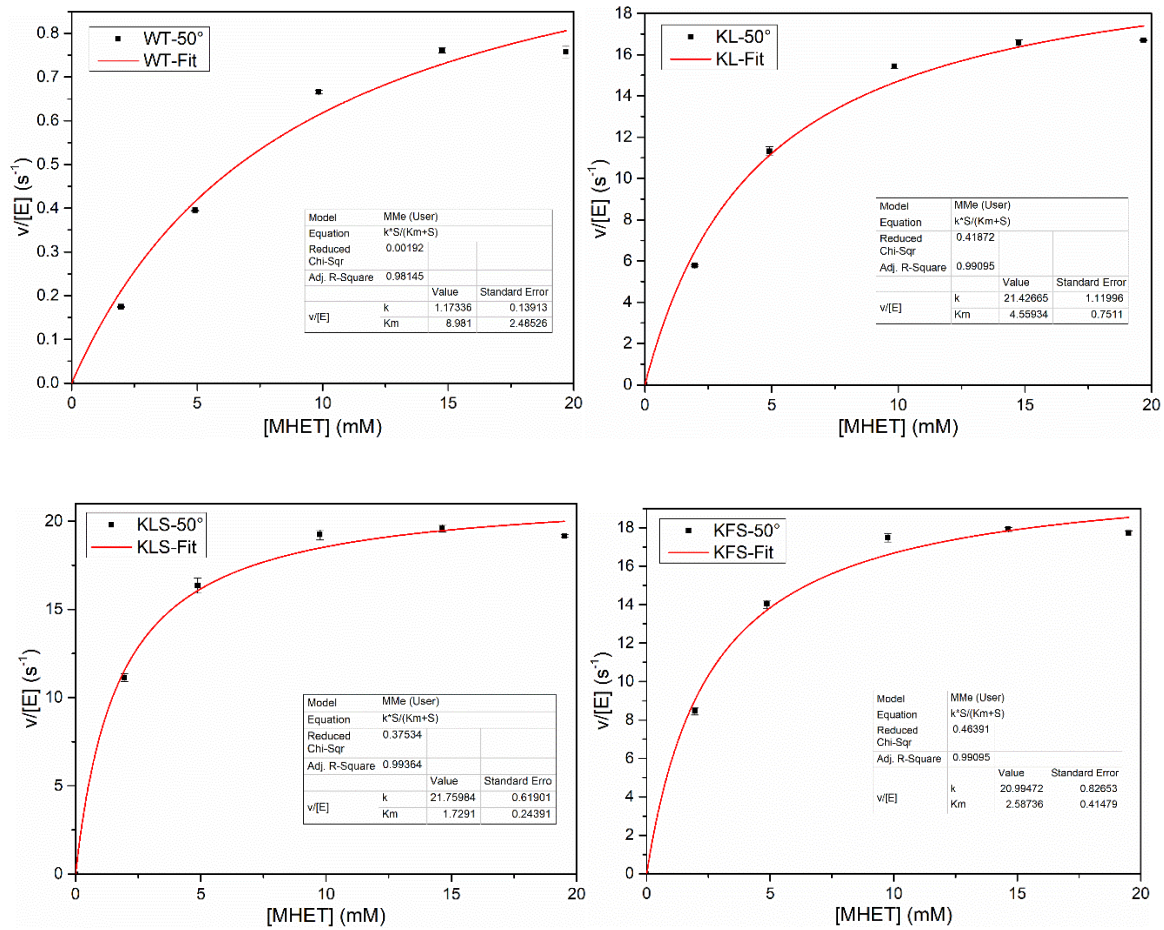 WT-50°
WT-Fit
v/[E] (s-1)
0.8
0.7
0.6
0.5
0.4
0.3
0.2
0.1
0.0
0 5 10 15 20
[MHET] (mM)
Model MMe (User)
Equation k*S/(Km+S)
Reduced Chi-Sqr 0.00192
Adj. R-Square 0.98145
Value Standard Error
v/[E] k 1.17336 0.13913
Km 8.981 2.48526
KL-50°
KL-Fit
v/[E] (s-1)
18
16
14
12
10
8
6
4
2
0
0 5 10 15 20
[MHET] (mM)
Model MMe (User)
Equation k*S/(Km+S)
Reduced Chi-Sqr 0.41872
Adj. R-Square 0.99095
Value Standard Error
v/[E] k 21.42665 1.11996
Km 4.55934 0.7511
KLS-50°
KLS-Fit
v/[E] (s-1)
20
15
10
5
0
0 5 10 15 20
[MHET] (mM)
Model MMe (User)
Equation k*S/(Km+S)
Reduced Chi-Sqr 0.37534
Adj. R-Square 0.99364
Value Standard Erro
v/[E] k 21.75984 0.61901
Km 1.7291 0.24391
KFS-50°
KFS-Fit
v/[E] (s-1)
18
16
14
12
10
8
6
4
2
0
0 5 10 15 20
[MHET] (mM)
Model MMe (User)
Equation k*S/(Km+S)
Reduced Chi-Sqr 0.46391
Adj. R-Square 0.99095
Value Standard Error
v/[E] k 20.99472 0.82653
Km 2.58736 0.41479